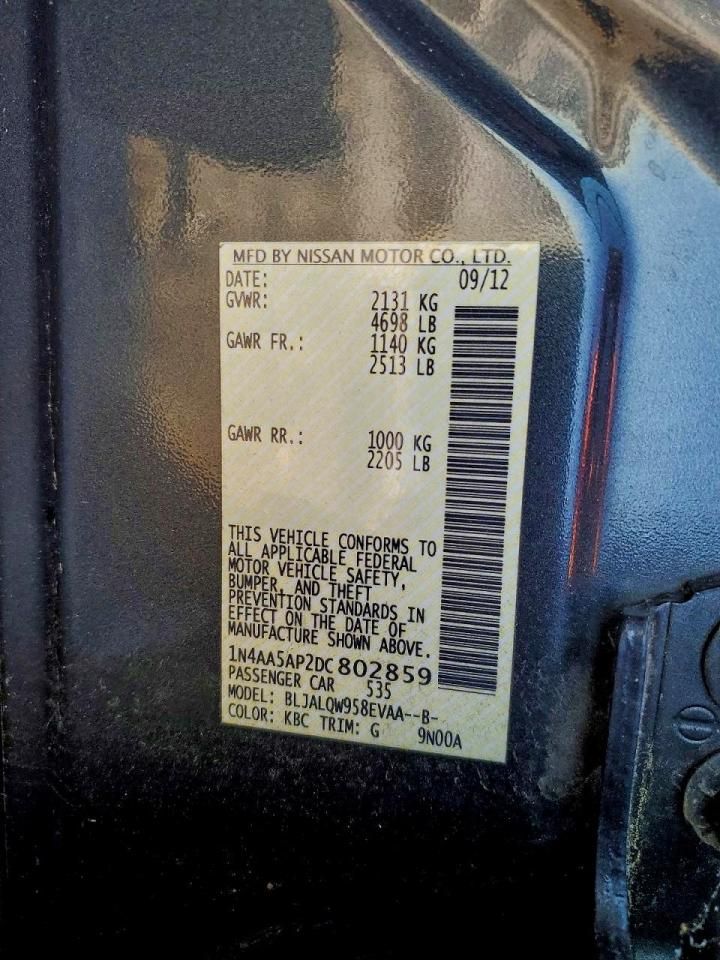 MFD BY NISSAN MOTOR CO., LTD.
DATE: 09/12
GVWR: 2131 KG
4698 LB
GAWR FR.: 1140 KG
2513 LB
GAWR RR.: 1000 KG
2205 LB
THIS VEHICLE CONFORMS TO
ALL APPLICABLE FEDERAL
MOTOR VEHICLE SAFETY,
BUMPER, AND THEFT
PREVENTION STANDARDS IN
EFFECT ON THE DATE OF
MANUFACTURE SHOWN ABOVE.
1N4AA5AP2DC802859
PASSENGER CAR 535
MODEL: BLJALQW958EVAA--B-
COLOR: KBC TRIM: G 9N00A